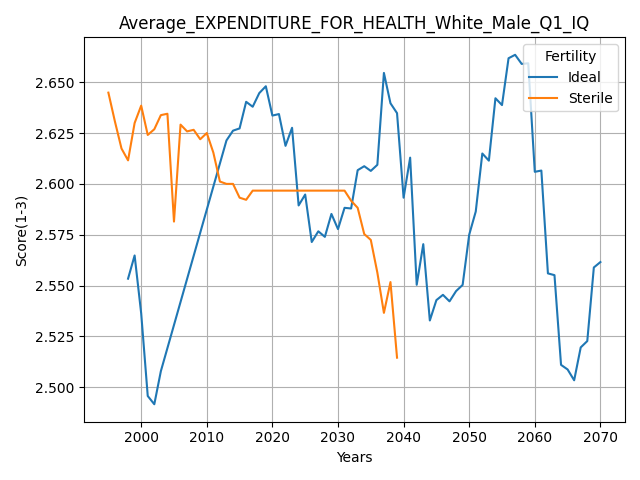 Average_EXPENDITURE_FOR_HEALTH_White_Male_Q1_IQ
Fertility
Ideal
Sterile
Score(1-3)
2.650
2.625
2.600
2.575
2.550
2.525
2.500
2000 2010 2020 2030 2040 2050 2060 2070
Years